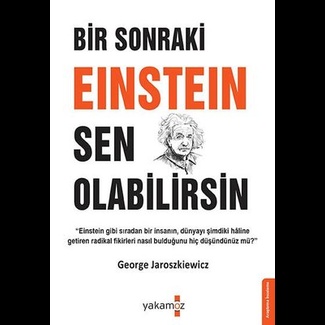 BİR SONRAKİ
EINSTEIN
SEN
OLABİLİRSİN
“Einstein gibi sıradan bir insanın, dünyayı şimdiki hâline
getiren radikal fikirleri nasıl bulduğunu hiç düşündünüz mü?”
George Jaroszkiewicz
yakamoz